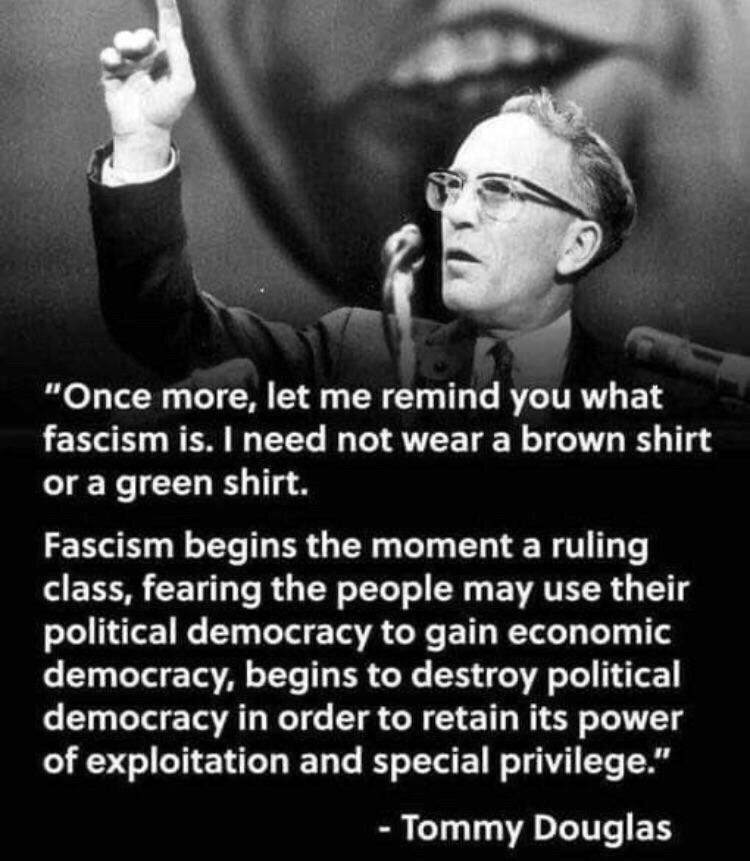 "Once more, let me remind you what
fascism is. I need not wear a brown shirt
or a green shirt.
Fascism begins the moment a ruling
class, fearing the people may use their
political democracy to gain economic
democracy, begins to destroy political
democracy in order to retain its power
of exploitation and special privilege."
- Tommy Douglas